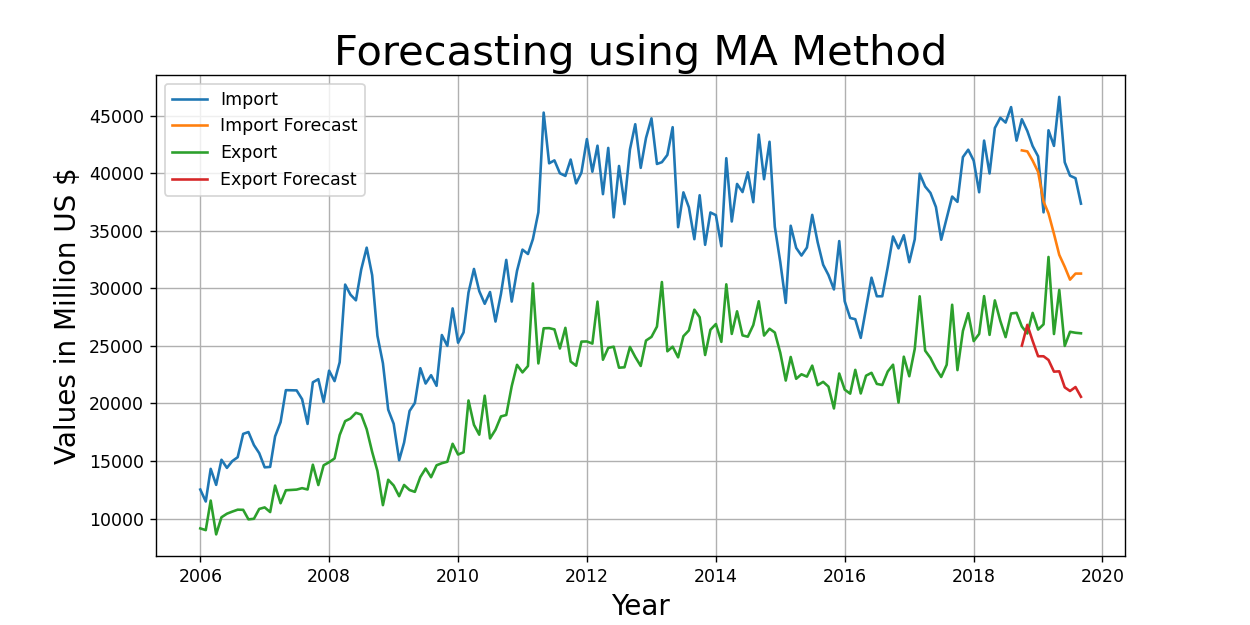 Forecasting using MA Method
Import
Import Forecast
Export
Export Forecast
Values in Million US $
45000
40000
35000
30000
25000
20000
15000
10000
2006 2008 2010 2012 2014 2016 2018 2020
Year